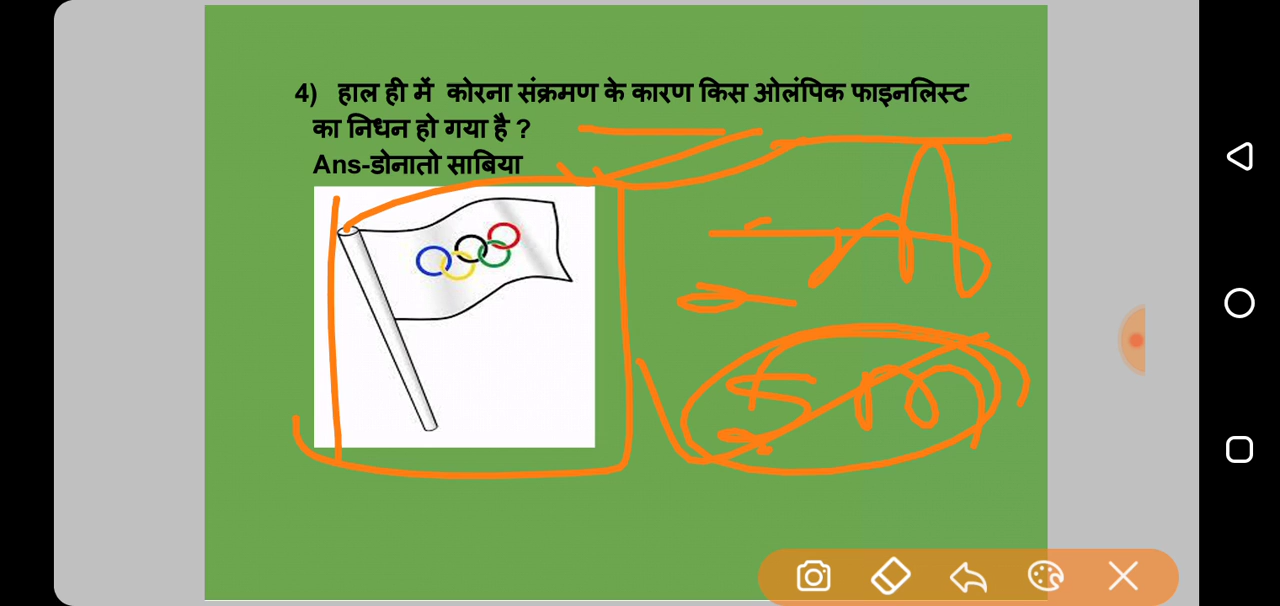 4) हाल ही में कोरना संक्रमण के कारण किस ओलंपिक फाइनलिस्ट
का निधन हो गया है ?
Ans-डोनातो साबिया